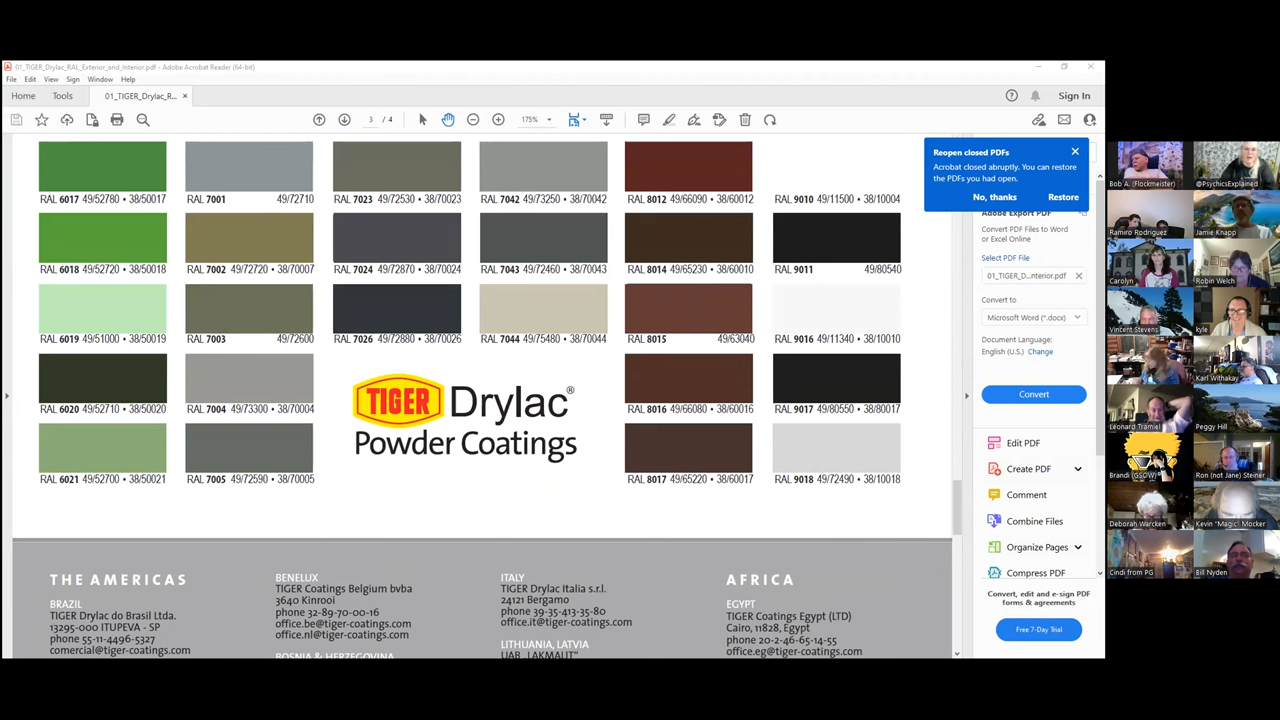 01_TIGER_Drylac_RAL_Exterior_and_Interior.pdf - Adobe Acrobat Reader (64-bit)
File Edit View Sign Window Help
Home Tools 01_TIGER_Drylac_R... × Sign In
3 / 4 175%
RAL 6017 49/52780 • 38/50017
RAL 7001 49/72710
RAL 7023 49/72530 • 38/70023
RAL 7042 49/73200 • 38/70042
RAL 8012 49/66090 • 38/60012
RAL 9010 49/11500 • 38/10004
RAL 6018 49/52720 • 38/50018
RAL 7002 49/72720 • 38/70007
RAL 7024 49/72870 • 38/70024
RAL 7043 49/72460 • 38/70043
RAL 8014 49/65230 • 38/60010
RAL 9011 49/80540
RAL 6019 49/51000 • 38/50019
RAL 7003 49/72600
RAL 7026 49/72880 • 38/70026
RAL 7044 49/75480 • 38/70044
RAL 8015 49/63040
RAL 9016 49/11340 • 38/10010
RAL 6020 49/52710 • 38/50020
RAL 7004 49/73300 • 38/70004
RAL 8016 49/66080 • 38/60016
RAL 9017 49/80550 • 38/80017
RAL 6021 49/52700 • 38/50021
RAL 7005 49/72590 • 38/70005
RAL 8017 49/65220 • 38/60017
RAL 9018 49/72490 • 38/10018
TIGER Drylac®
Powder Coatings
THE AMERICAS
BRAZIL
TIGER Drylac do Brasil Ltda.
13295-000 ITUPEVA - SP
phone 55-11-4496-5327
comercial@tiger-coatings.com
BENELUX
TIGER Coatings Belgium bvba
3640 Kinrooi
phone 32-89-70-00-16
office.be@tiger-coatings.com
office.nl@tiger-coatings.com
BOSNIA & HERZEGOVINA
ITALY
TIGER Drylac Italia s.r.l.
24121 Bergamo
phone 39-35-413-35-80
office.it@tiger-coatings.com
LITHUANIA, LATVIA
UAB „LAKMALIT"
AFRICA
EGYPT
TIGER Coatings Egypt (LTD)
Cairo, 11828, Egypt
phone 20-2-46-65-14-55
office.eg@tiger-coatings.com
Reopen closed PDFs
Acrobat closed abruptly. You can restore
the PDFs you had open.
No, thanks Restore
Adobe Export PDF
Convert PDF Files to Word
or Excel Online
Select PDF File
01_TIGER_D...nterior.pdf
Convert to
Microsoft Word (*.docx)
Document Language:
English (U.S.) Change
Convert
Edit PDF
Create PDF
Comment
Combine Files
Organize Pages
Compress PDF
Convert, edit and e-sign PDF
forms & agreements
Free 7-Day Trial
Bob A. (Flockmeister)
@PsychicsExplained
Ramiro Rodriguez
Jamie Knapp
Carolyn
Robin Welch
Vincent Stevens
kyle
Karl Withakay
Leonard Tramiel
Peggy Hill
Brandi (GSOW)
Ron (not Jane) Steiner
Deborah Warcken
Kevin "Magic" Mocker
Cindi from PG
Bill Nyden